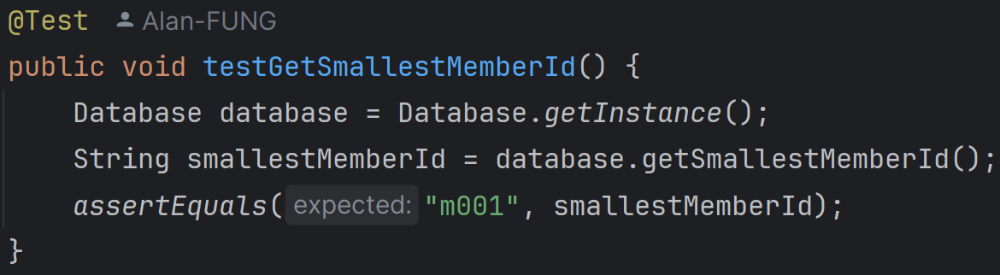 @Test Alan-FUNG
public void testGetSmallestMemberId() {
Database database = Database.getInstance();
String smallestMemberId = database.getSmallestMemberId();
assertEquals( expected: "m001", smallestMemberId);
}